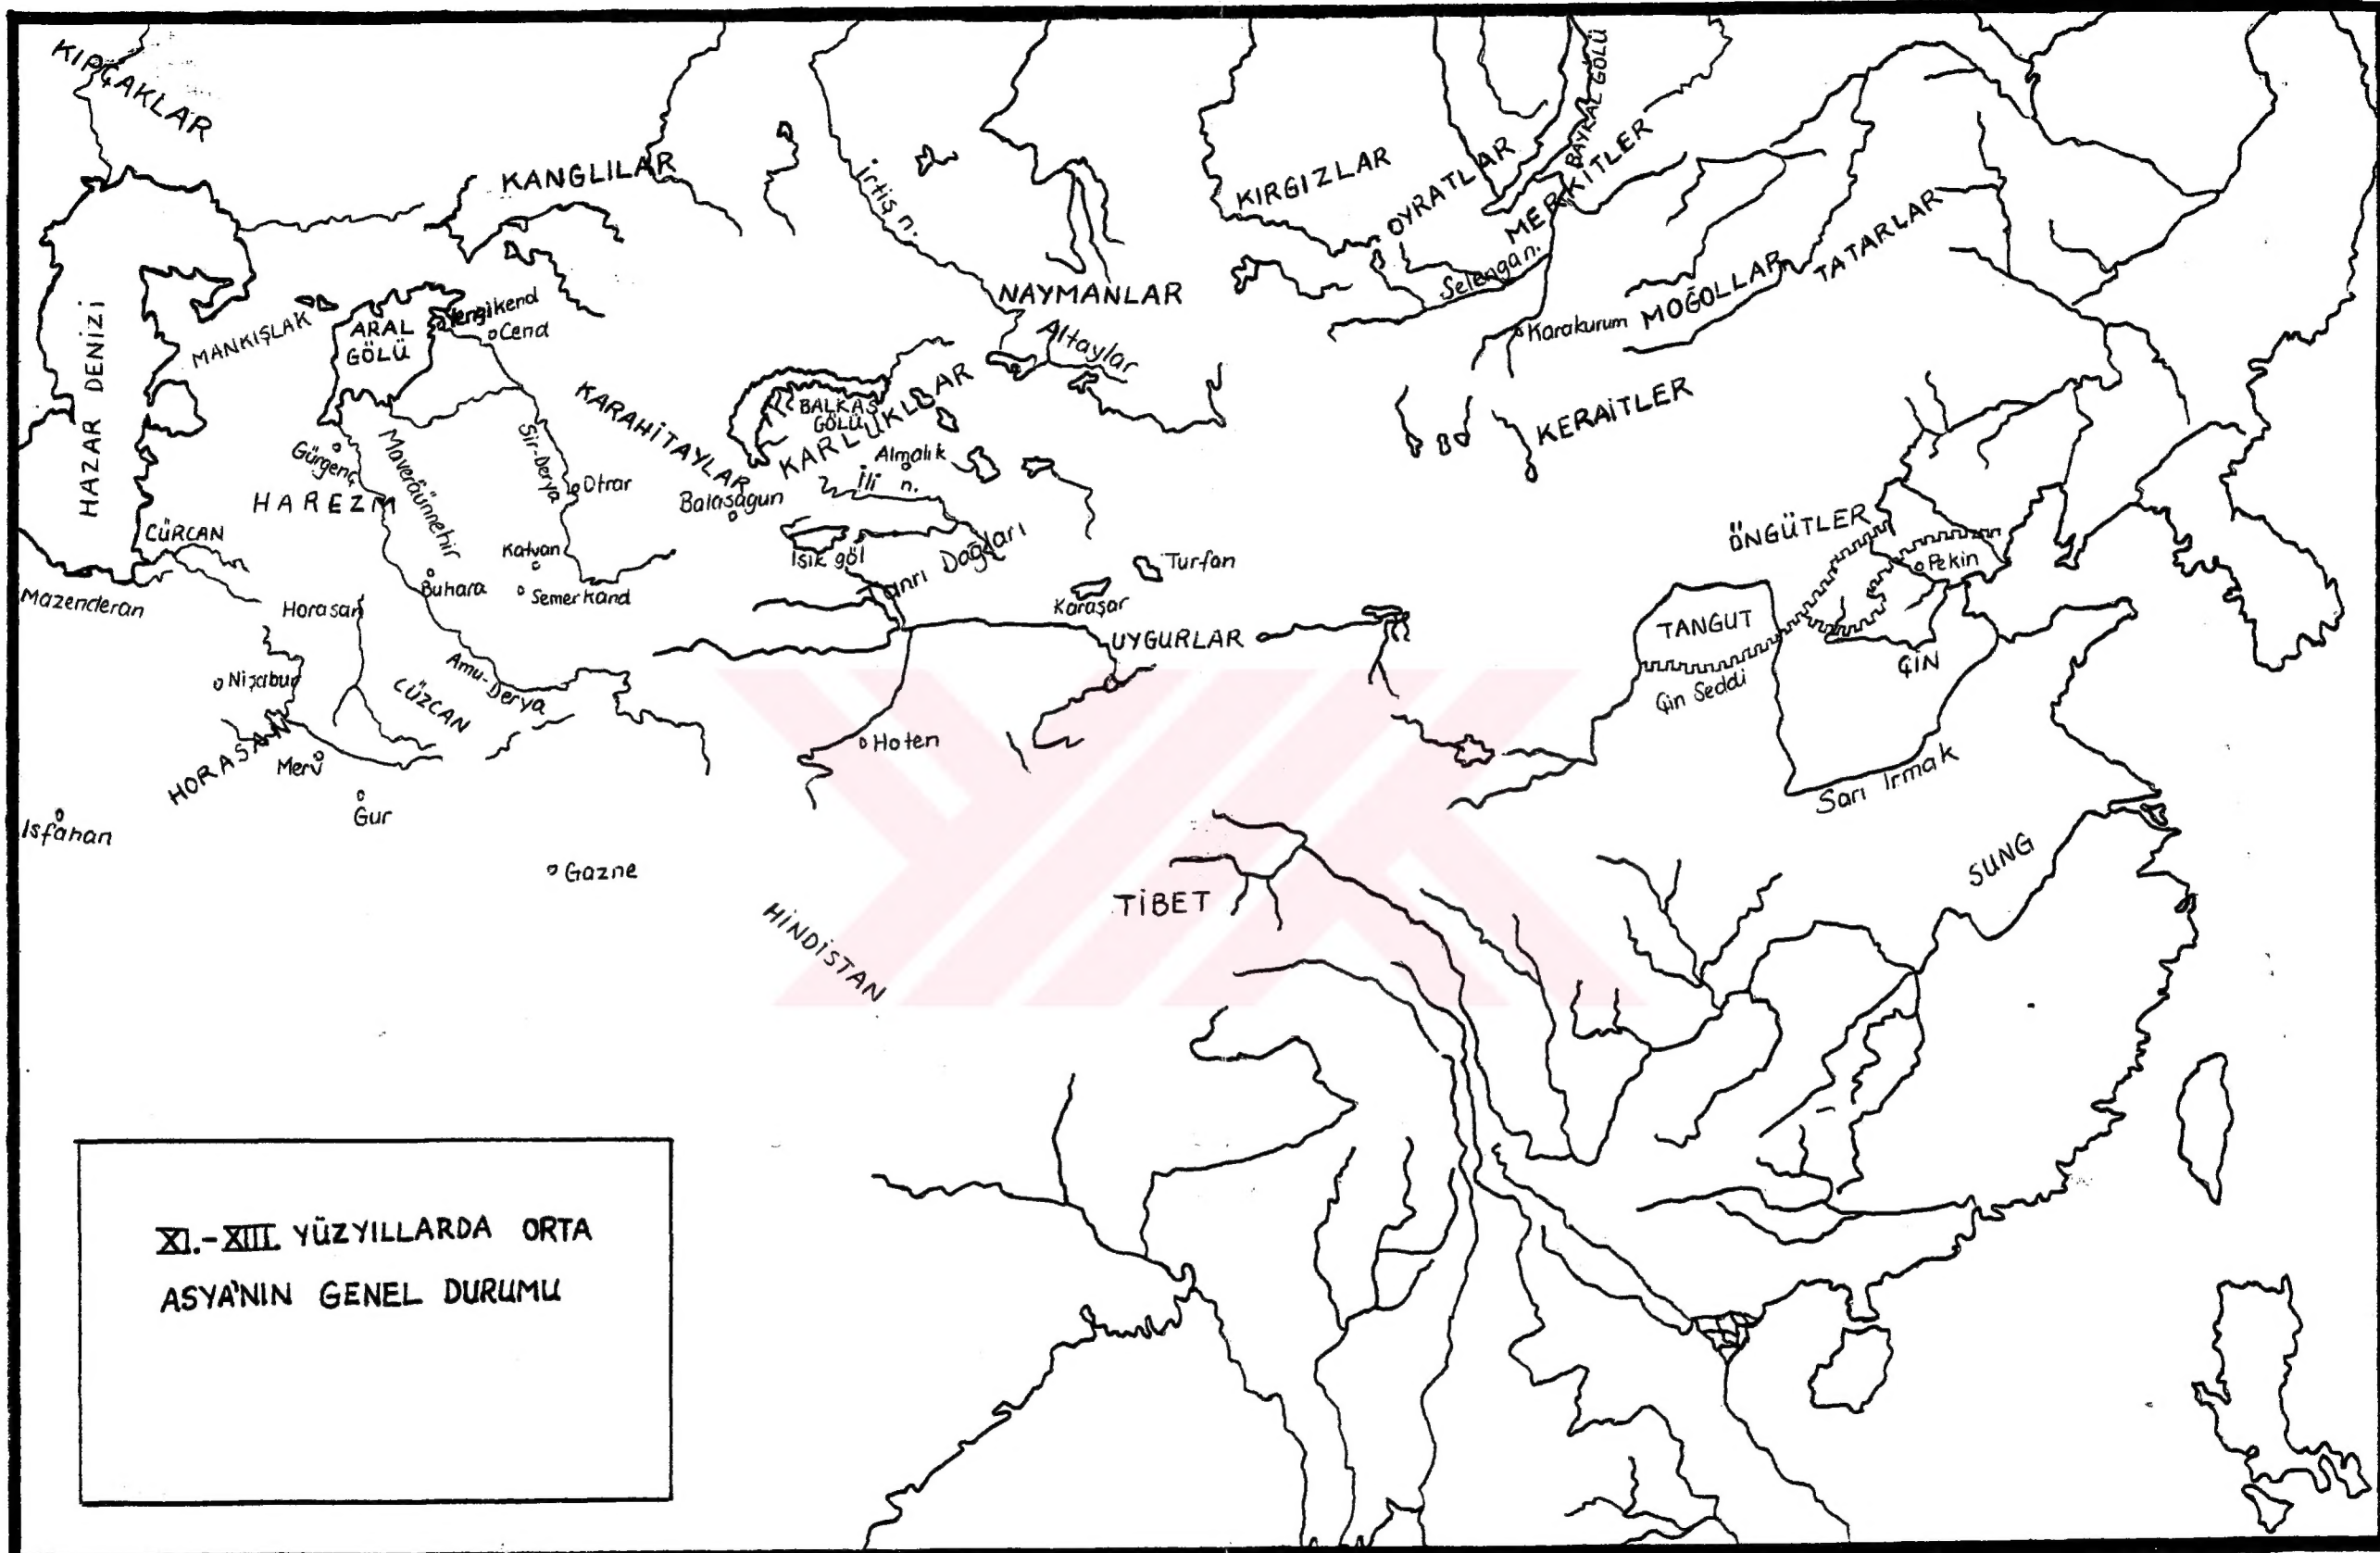 KIPÇAKLAR
KANGLILAR
İrtiş n.
KIRGIZLAR
OYRATLAR
BAYKAL GÖLÜ
MERKİTLER
Selenga n.
TATARLAR
MOĞOLLAR
Karakurum
NAYMANLAR
Altaylar
KERAİTLER
HAZAR DENİZİ
MANKIŞLAK
ARAL
GÖLÜ
Yengikend
Cend
KARAHİTAYLAR
BALKAŞ
GÖLÜ
KARLUKLAR
Almalık
İli n.
Balasagun
Gürgenç
Maverâünnehir
Sir-Derya
Otrar
HAREZM
CÜRCAN
Katvan
Isık göl
Tanrı Dağları
Turfan
Karaşar
Mazenderan
Horasan
Buhara
Semerkand
UYGURLAR
ÖNGÜTLER
Pekin
TANGUT
ÇİN
Çin Seddi
Sarı Irmak
Nişabur
CÜZCAN
Amu-Derya
HORASAN
Merv
Hoten
Gur
Isfahan
Gazne
HİNDİSTAN
TİBET
SUNG
XI.-XIII. YÜZYILLARDA ORTA
ASYA'NIN GENEL DURUMU